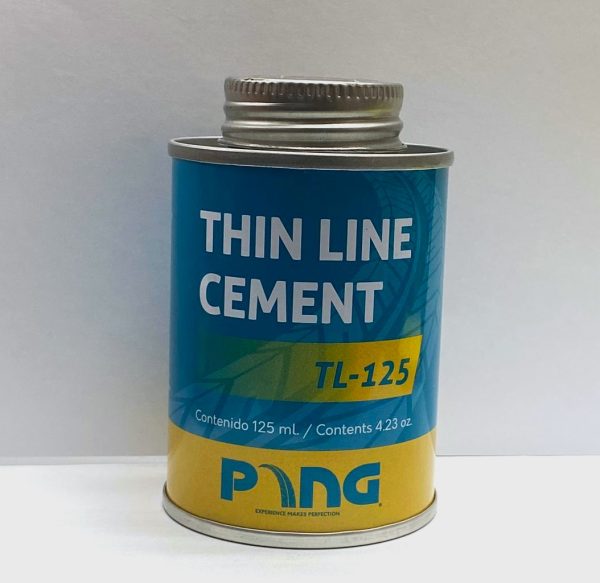 THIN LINE
CEMENT
TL-125
Contenido 125 ml. / Contents 4.23 oz.
PANG
EXPERIENCE MAKES PERFECTION